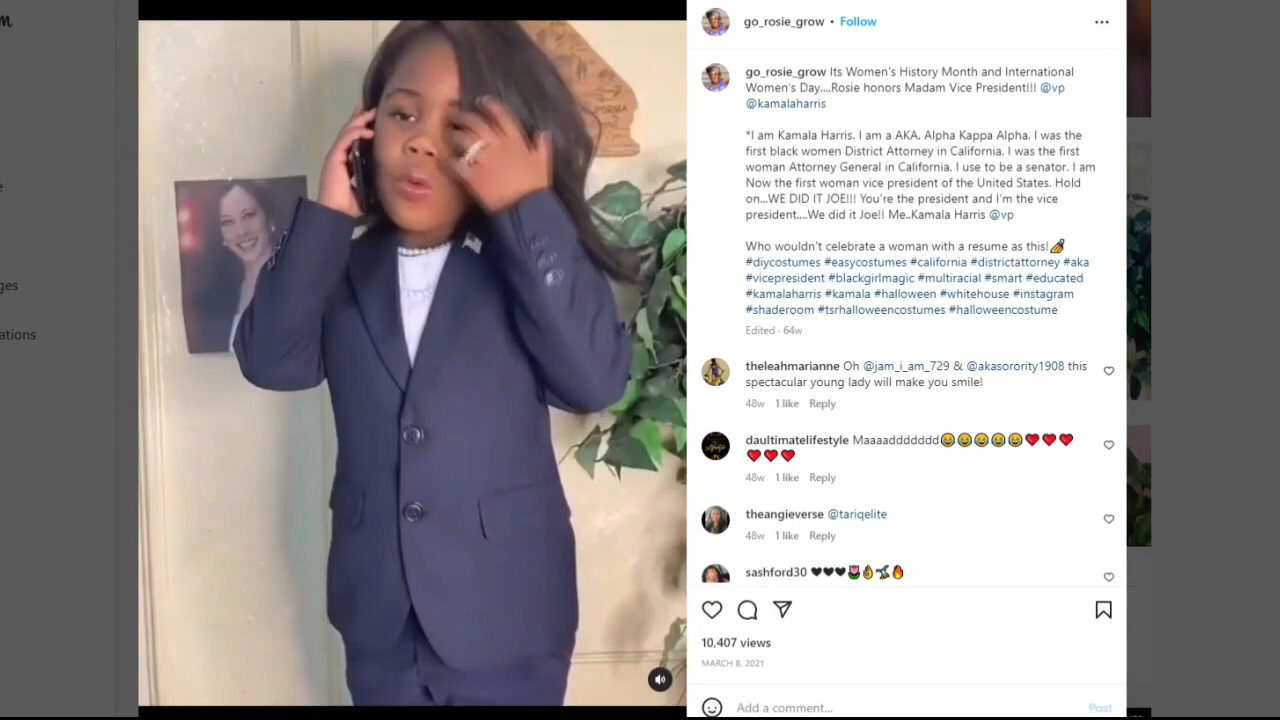 m
go_rosie_grow • Follow
go_rosie_grow Its Women's History Month and International
Women's Day....Rosie honors Madam Vice President!!! @vp
@kamalaharris
*I am Kamala Harris. I am a AKA. Alpha Kappa Alpha. I was the
first black women District Attorney in California. I was the first
woman Attorney General in California. I use to be a senator. I am
Now the first woman vice president of the United States. Hold
on...WE DID IT JOE!!! You're the president and I'm the vice
president....We did it Joe!! Me..Kamala Harris @vp
Who wouldn't celebrate a woman with a resume as this!💅🏾
#diycostumes #easycostumes #california #districtattorney #aka
#vicepresident #blackgirlmagic #multiracial #smart #educated
#kamalaharris #kamala #halloween #whitehouse #instagram
#shaderoom #tsrhalloweencostumes #halloweencostume
Edited · 64w
theleahmarianne Oh @jam_i_am_729 & @akasorority1908 this
spectacular young lady will make you smile!
48w 1 like Reply
daultimatelifestyle Maaaaddddddd😂😂😂😂😂❤️❤️❤️
❤️❤️❤️
48w 1 like Reply
theangieverse @tariqelite
48w 1 like Reply
sashford30
10,407 views
MARCH 8, 2021
Add a comment...
Post
e
ges
ations